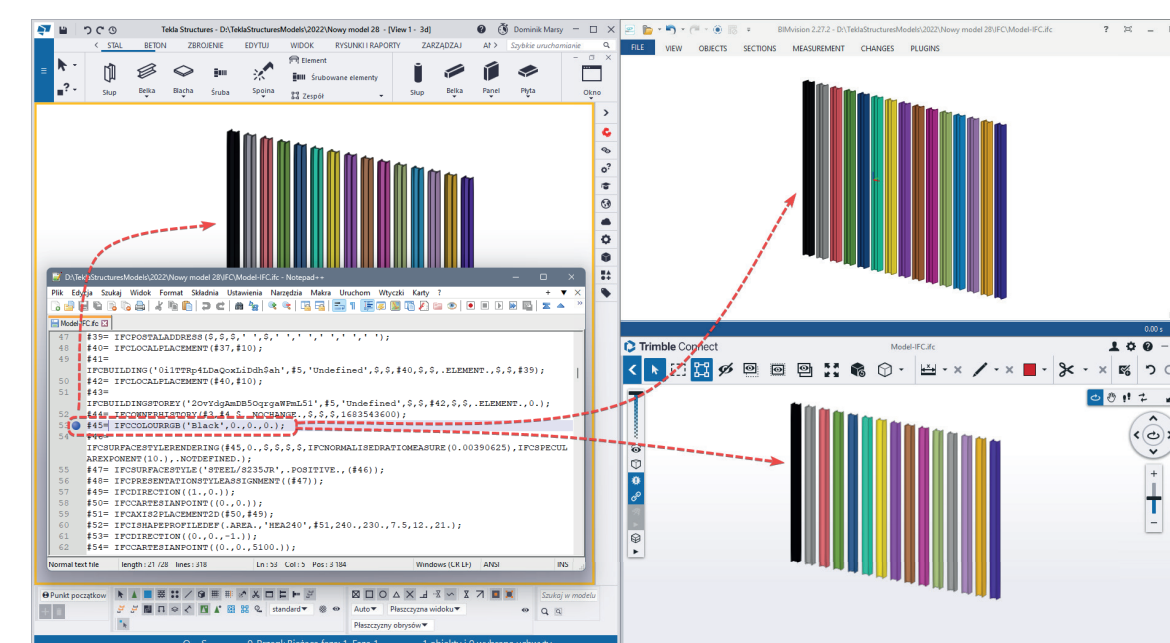 Tekla Structures - D:\TeklaStructuresModels\2022\Nowy model 28 - [View 1 - 3d]
Dominik Marsy
STAL BETON ZBROJENIE EDYTUJ WIDOK RYSUNKI I RAPORTY ZARZĄDZAJ
Szybkie uruchamianie
Element
Śrubowane elementy
Zespół
Słup Belka Blacha Śruba Spoina
Słup Belka Panel Płyta Okno
D:\TeklaStructuresModels\2022\Nowy model 28\IFC\Model-IFC.ifc - Notepad++
Plik Edycja Szukaj Widok Format Składnia Ustawienia Narzędzia Makra Uruchom Wtyczki Karty ?
Model-IFC.ifc
47 #39= IFCPOSTALADDRESS($,$,$,' ',$,' ',' ',' ',' ',' ');
48 #40= IFCLOCALPLACEMENT(#37,#10);
49 #41=
IFCBUILDING('0i1TTRp4LDaQoxLiDdhSah',#5,'Undefined',$,$,#40,$,$,.ELEMENT.,$,$,#39);
50 #42= IFCLOCALPLACEMENT(#40,#10);
51 #43=
IFCBUILDINGSTOREY('2OvYdgAmDB5OqrgaWPmL51',#5,'Undefined',$,$,#42,$,$,.ELEMENT.,0.);
52 #44= IFCOWNERHISTORY(#3,#4,$,.NOCHANGE.,$,$,$,1683543600);
53 #45= IFCCOLOURRGB('Black',0.,0.,0.);
54 #46=
IFCSURFACESTYLERENDERING(#45,0.,$,$,$,$,IFCNORMALISEDRATIOMEASURE(0.00390625),IFCSPECUL
AREXPONENT(10.),.NOTDEFINED.);
55 #47= IFCSURFACESTYLE('STEEL/S235JR',.POSITIVE.,(#46));
56 #48= IFCPRESENTATIONSTYLEASSIGNMENT((#47));
57 #49= IFCDIRECTION((1.,0.));
58 #50= IFCCARTESIANPOINT((0.,0.));
59 #51= IFCAXIS2PLACEMENT2D(#50,#49);
60 #52= IFCISHAPEPROFILEDEF(.AREA.,'HEA240',#51,240.,230.,7.5,12.,21.);
61 #53= IFCDIRECTION((0.,0.,-1.));
62 #54= IFCCARTESIANPOINT((0.,0.,5100.));
Normal text file length : 21 728 lines : 318 Ln : 53 Col : 5 Pos : 3 184 Windows (CR LF) ANSI INS
Punkt początkow
standard
Auto
Płaszczyzna widoku
Szukaj w modelu
Płaszczyzny obrysów
BIMvision 2.27.2 - D:\TeklaStructuresModels\2022\Nowy model 28\IFC\Model-IFC.ifc
FILE VIEW OBJECTS SECTIONS MEASUREMENT CHANGES PLUGINS
0.00 s
Trimble Connect
Model-IFC.ifc